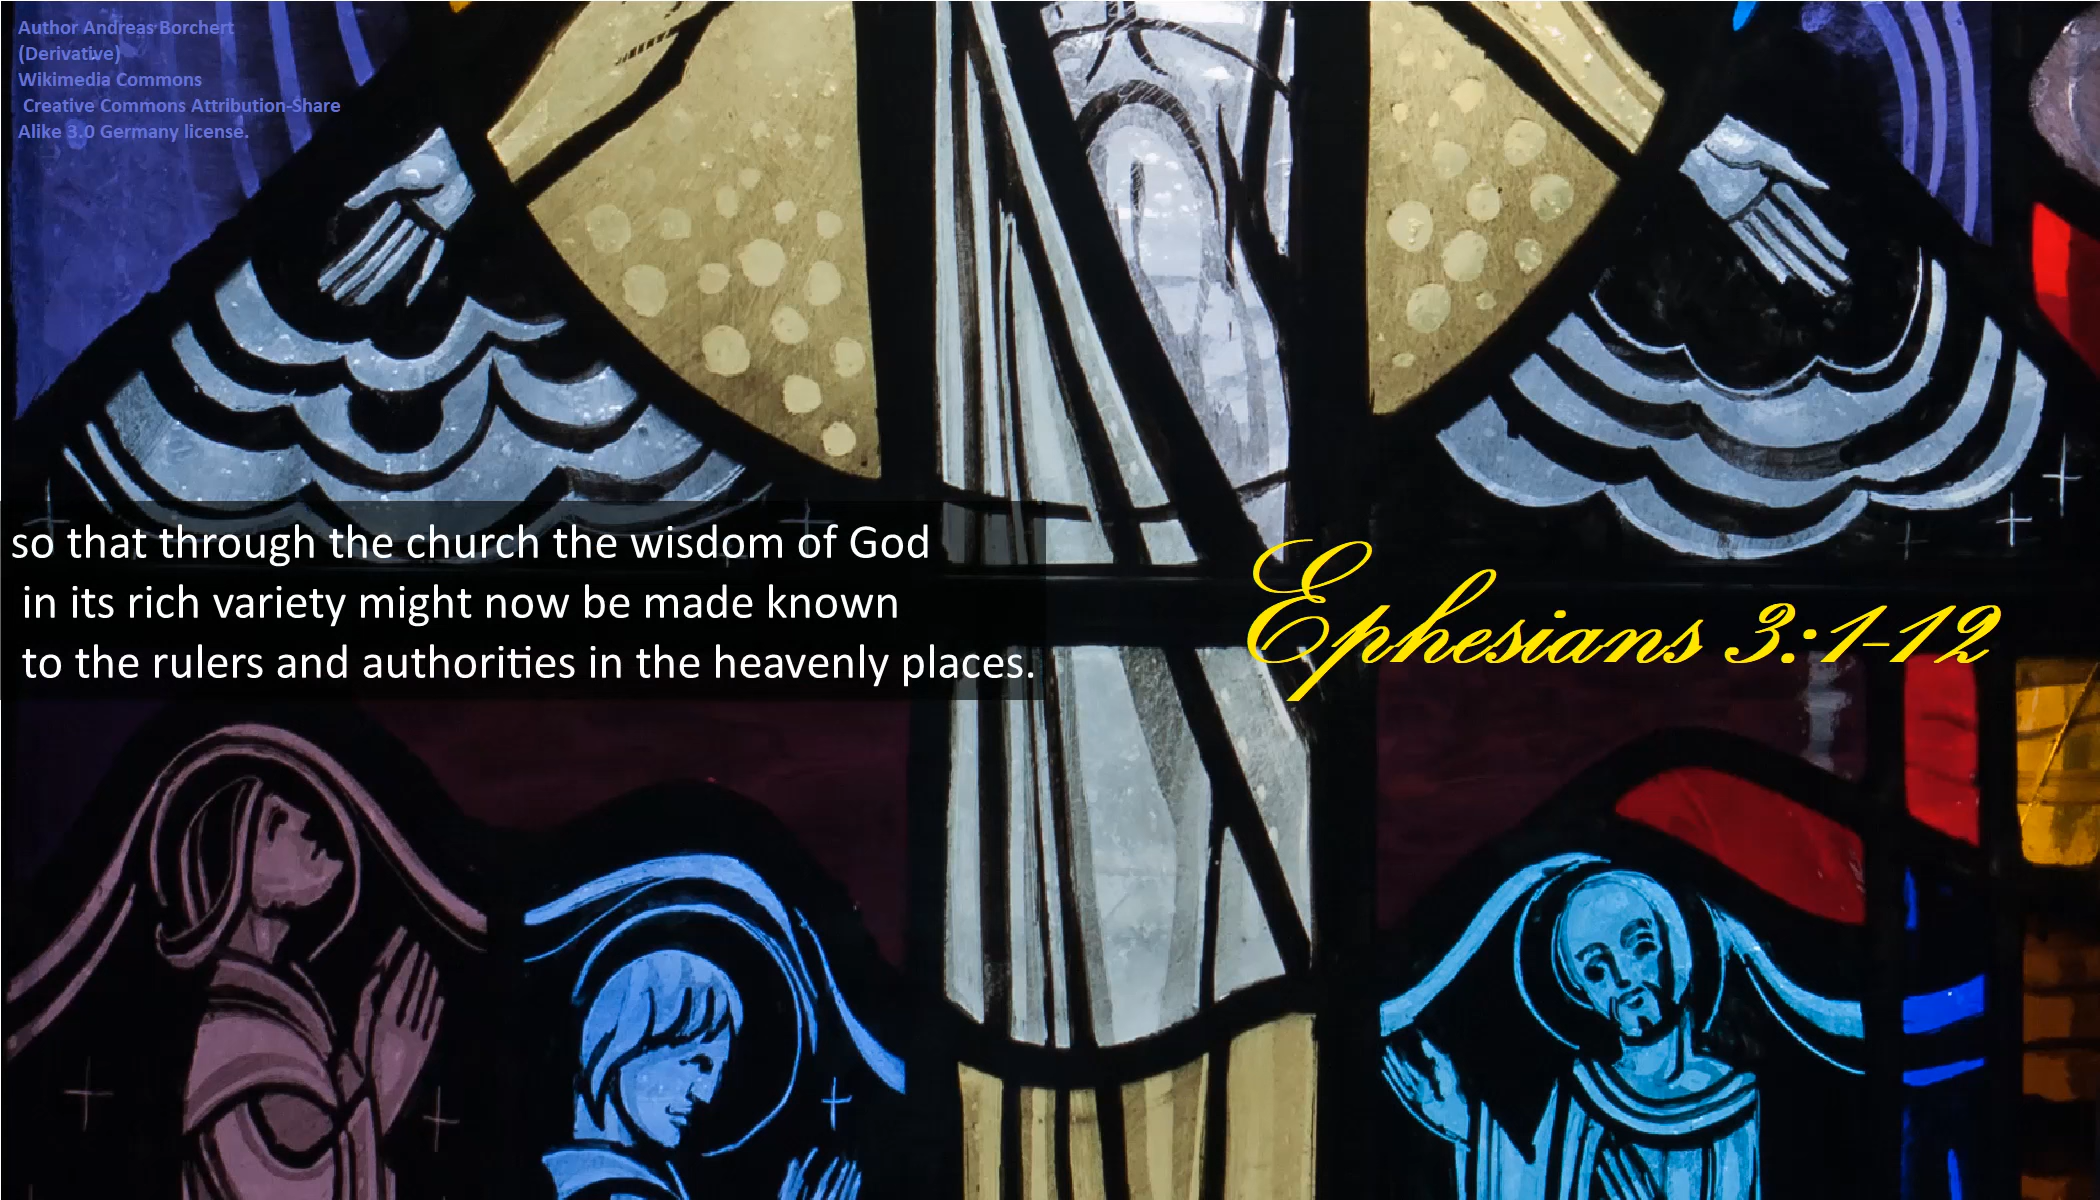 Author Andreas Borchert
(Derivative)
Wikimedia Commons
Creative Commons Attribution-Share
Alike 3.0 Germany license.
so that through the church the wisdom of God
in its rich variety might now be made known
to the rulers and authorities in the heavenly places.
Ephesians 3:1-12